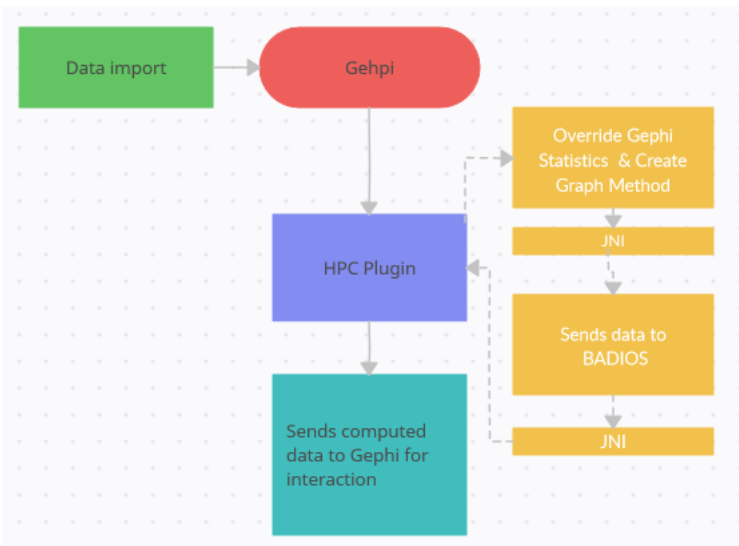 Data import
Gehpi
Override Gephi
Statistics & Create
Graph Method
JNI
HPC Plugin
Sends data to
BADIOS
JNI
Sends computed
data to Gephi for
interaction